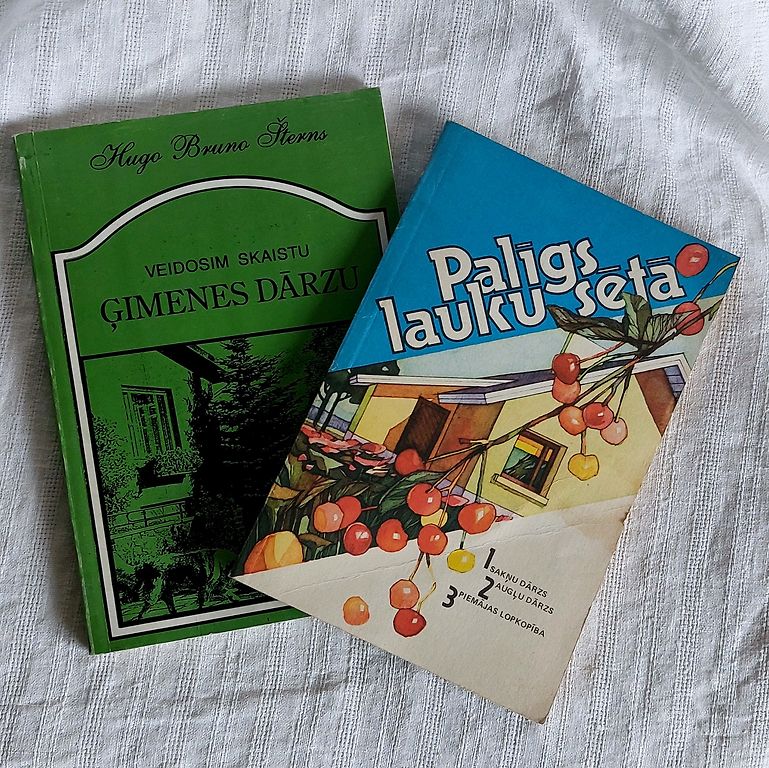 Hugo Bruno Šterns
VEIDOSIM SKAISTU
ĢIMENES DĀRZU
Palīgs
lauku sētā
1 SAKŅU DĀRZS
2 AUGĻU DĀRZS
3 PIEMĀJAS LOPKOPĪBA